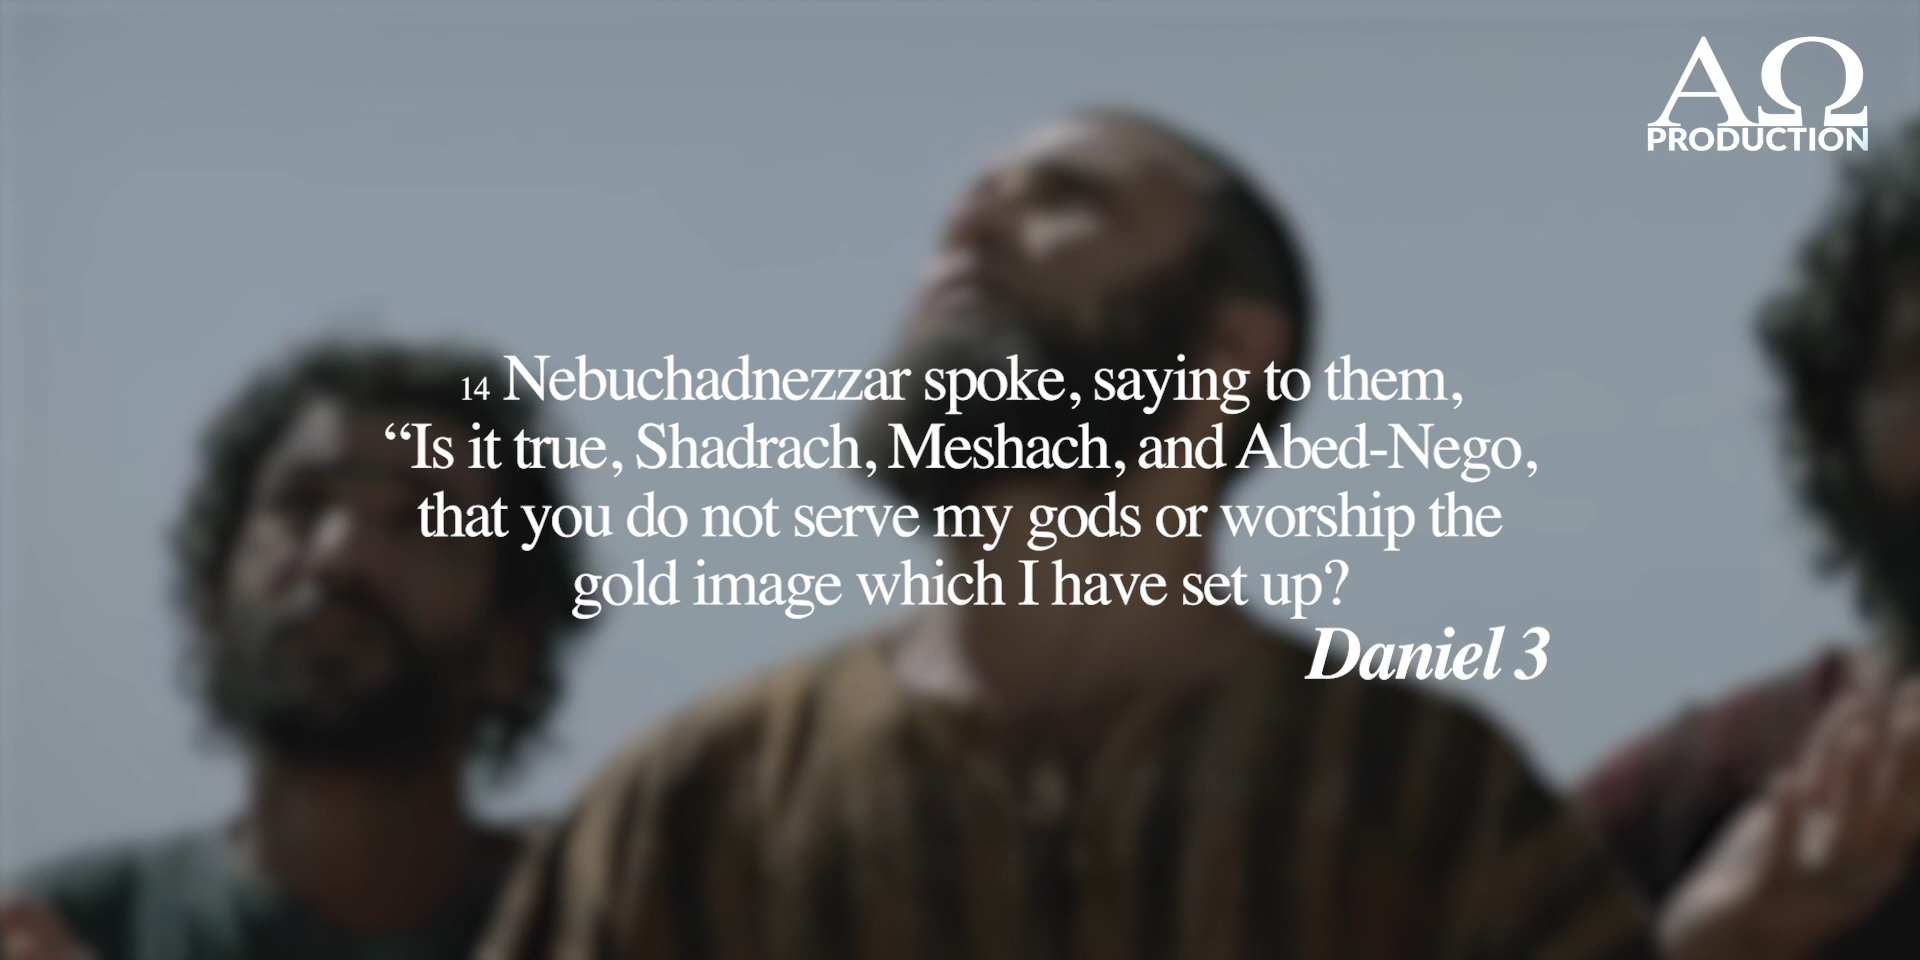 ΑΩ
PRODUCTION
14 Nebuchadnezzar spoke, saying to them,
“Is it true, Shadrach, Meshach, and Abed-Nego,
that you do not serve my gods or worship the
gold image which I have set up?
Daniel 3